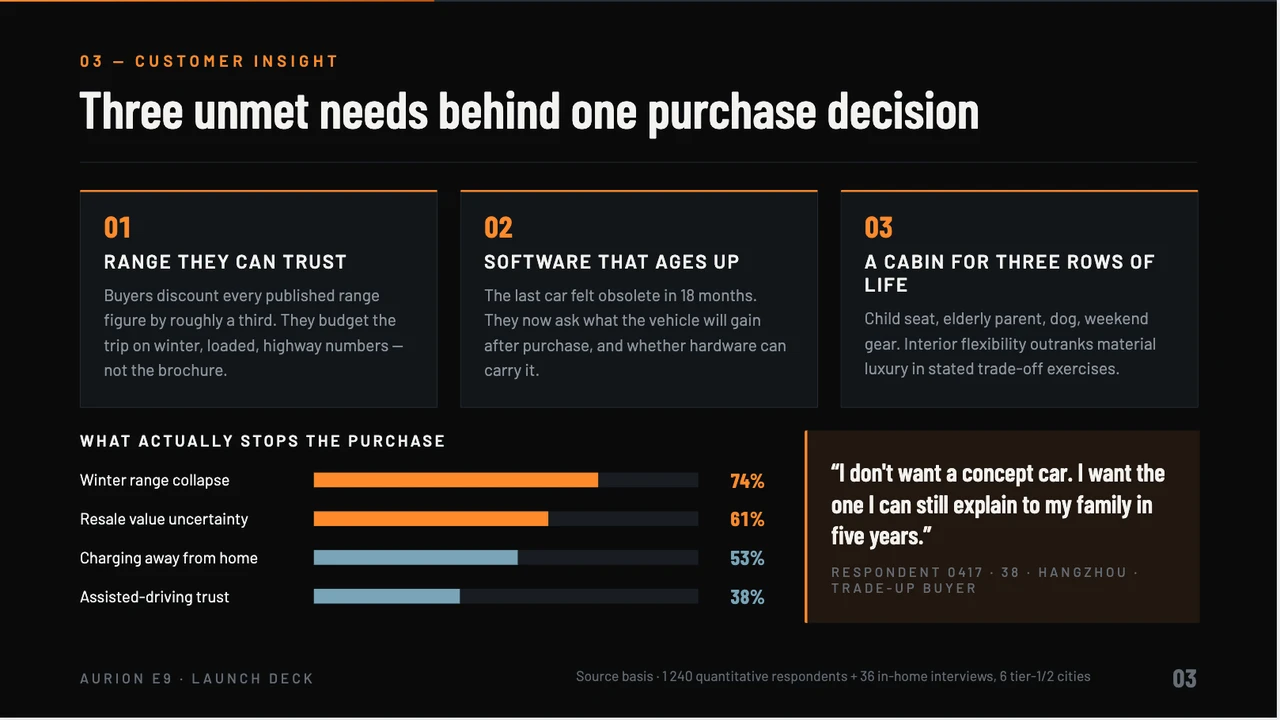 03 — CUSTOMER INSIGHT
Three unmet needs behind one purchase decision
01
RANGE THEY CAN TRUST
Buyers discount every published range
figure by roughly a third. They budget the
trip on winter, loaded, highway numbers —
not the brochure.
02
SOFTWARE THAT AGES UP
The last car felt obsolete in 18 months.
They now ask what the vehicle will gain
after purchase, and whether hardware can
carry it.
03
A CABIN FOR THREE ROWS OF
LIFE
Child seat, elderly parent, dog, weekend
gear. Interior flexibility outranks material
luxury in stated trade-off exercises.
WHAT ACTUALLY STOPS THE PURCHASE
Winter range collapse 74%
Resale value uncertainty 61%
Charging away from home 53%
Assisted-driving trust 38%
“I don't want a concept car. I want the
one I can still explain to my family in
five years.”
RESPONDENT 0417 · 38 · HANGZHOU ·
TRADE-UP BUYER
AURION E9 · LAUNCH DECK
Source basis · 1 240 quantitative respondents + 36 in-home interviews, 6 tier-1/2 cities
03